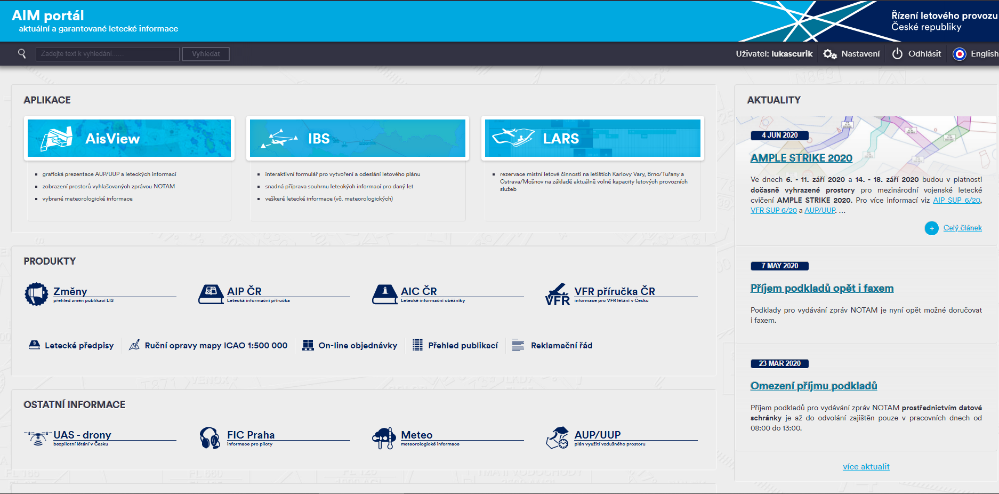 AIM portál
aktuální a garantované letecké informace
Řízení letového provozu
České republiky
Zadejte text k vyhledání......
Vyhledat
Uživatel: lukascurik
Nastavení
Odhlásit
English
APLIKACE
AisView
grafická prezentace AUP/UUP a leteckých informací
zobrazení prostorů vyhlašovaných zprávou NOTAM
vybrané meteorologické informace
IBS
interaktivní formulář pro vytvoření a odeslání letového plánu
snadná příprava souhrnu leteckých informací pro daný let
veškeré letecké informace (vč. meteorologických)
LARS
rezervace místní letové činnosti na letištích Karlovy Vary, Brno/Tuřany a
Ostrava/Mošnov na základě aktuálně volné kapacity letových provozních
služeb
PRODUKTY
Změny
přehled změn publikací LIS
AIP ČR
Letecká informační příručka
AIC ČR
Letecké informační oběžníky
VFR
VFR příručka ČR
informace pro VFR létání v Česku
Letecké předpisy
Ruční opravy mapy ICAO 1:500 000
On-line objednávky
Přehled publikací
Reklamační řád
OSTATNÍ INFORMACE
UAS - drony
bezpilotní létání v Česku
FIC Praha
informace pro piloty
Meteo
meteorologické informace
AUP/UUP
plán využití vzdušného prostoru
AKTUALITY
4 JUN 2020
AMPLE STRIKE 2020
Ve dnech 6. - 11. září 2020 a 14. - 18. září 2020 budou v platnosti
dočasně vyhrazené prostory pro mezinárodní vojenské letecké
cvičení AMPLE STRIKE 2020. Pro více informací viz AIP SUP 6/20,
VFR SUP 6/20 a AUP/UUP. ...
Celý článek
7 MAY 2020
Příjem podkladů opět i faxem
Podklady pro vydávání zpráv NOTAM je nyní opět možné doručovat
i faxem.
23 MAR 2020
Omezení příjmu podkladů
Příjem podkladů pro vydávání zpráv NOTAM prostřednictvím datové
schránky je až do odvolání zajištěn pouze v pracovních dnech od
08:00 do 13:00.
více aktualit